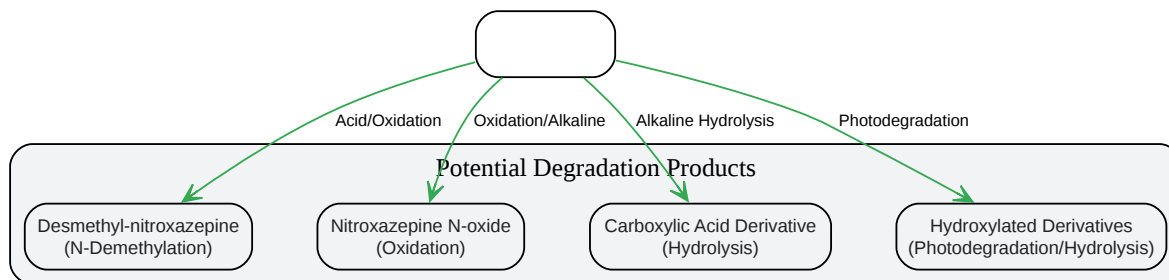 Acid/Oxidation
Oxidation/Alkaline
Alkaline Hydrolysis
Photodegradation
Potential Degradation Products
Desmethyl-nitroxazepine
(N-Demethylation)
Nitroxazepine N-oxide
(Oxidation)
Carboxylic Acid Derivative
(Hydrolysis)
Hydroxylated Derivatives
(Photodegradation/Hydrolysis)